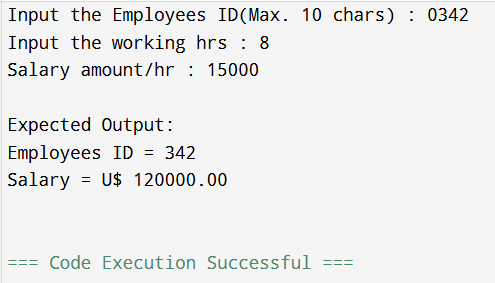 Input the Employees ID(Max. 10 chars) : 0342
Input the working hrs : 8
Salary amount/hr : 15000
Expected Output:
Employees ID = 342
Salary = U$ 120000.00
=== Code Execution Successful ===